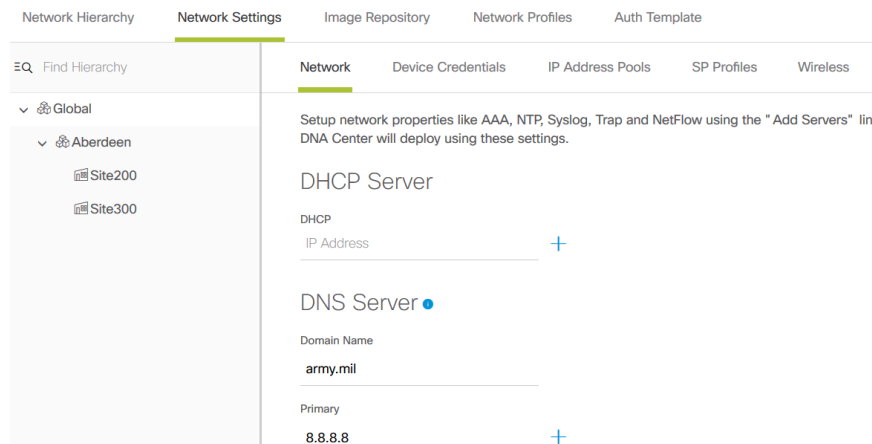 Network Hierarchy Network Settings Image Repository Network Profiles Auth Template
Find Hierarchy
Network Device Credentials IP Address Pools SP Profiles Wireless
Global
Aberdeen
Site200
Site300
Setup network properties like AAA, NTP, Syslog, Trap and NetFlow using the "Add Servers" lin
DNA Center will deploy using these settings.
DHCP Server
DHCP
IP Address
DNS Server
Domain Name
army.mil
Primary
8.8.8.8